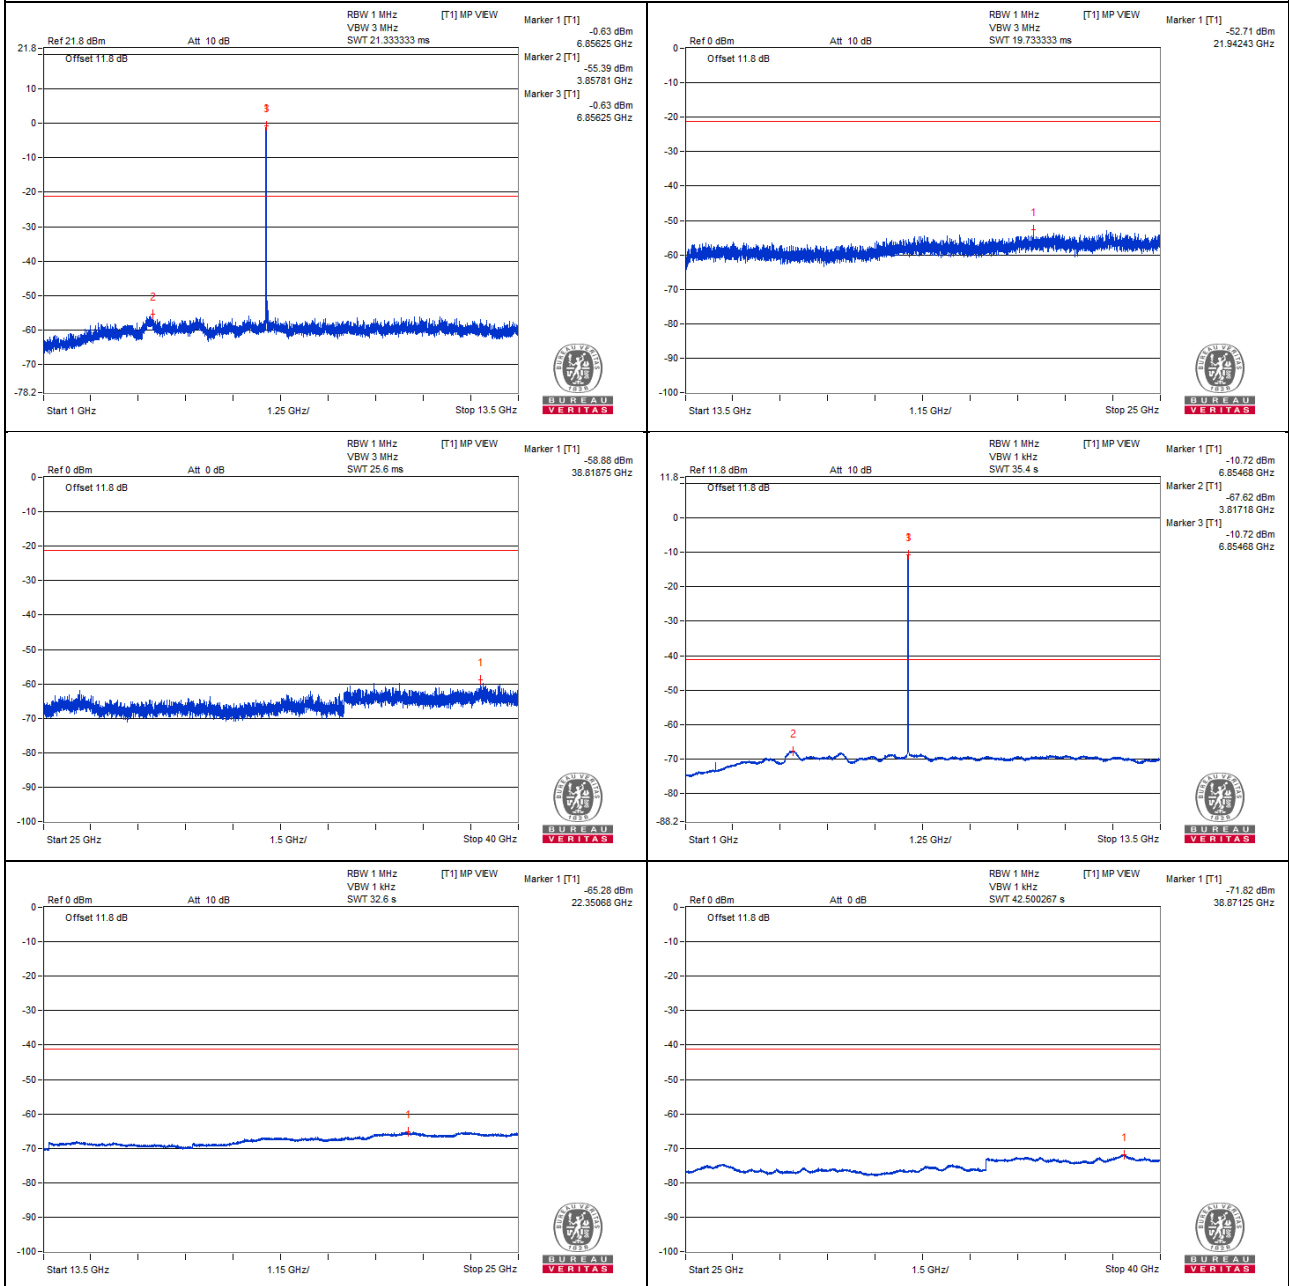 RBW 1 MHz [T1] MP VIEW
VBW 3 MHz
Ref 21.8 dBm Att 10 dB SWT 21.333333 ms
Marker 1 [T1]
-0.63 dBm
6.85625 GHz
Marker 2 [T1]
-55.39 dBm
3.85781 GHz
Marker 3 [T1]
-0.63 dBm
6.85625 GHz
21.8
Offset 11.8 dB
10
0
-10
-20
-30
-40
-50
-60
-70
-78.2
2
Start 1 GHz 1.25 GHz/ Stop 13.5 GHz
BUREAU
VERITAS
RBW 1 MHz [T1] MP VIEW
VBW 3 MHz
Ref 0 dBm Att 10 dB SWT 19.733333 ms
Marker 1 [T1]
-52.71 dBm
21.94243 GHz
0
Offset 11.8 dB
-10
-20
-30
-40
-50
-60
-70
-80
-90
-100
1
Start 13.5 GHz 1.15 GHz/ Stop 25 GHz
BUREAU
VERITAS
RBW 1 MHz [T1] MP VIEW
VBW 3 MHz
Ref 0 dBm Att 0 dB SWT 25.6 ms
Marker 1 [T1]
-58.88 dBm
38.81875 GHz
0
Offset 11.8 dB
-10
-20
-30
-40
-50
-60
-70
-80
-90
-100
1
Start 25 GHz 1.5 GHz/ Stop 40 GHz
BUREAU
VERITAS
RBW 1 MHz [T1] MP VIEW
VBW 1 kHz
Ref 11.8 dBm Att 10 dB SWT 35.4 s
Marker 1 [T1]
-10.72 dBm
6.85468 GHz
Marker 2 [T1]
-67.62 dBm
3.81718 GHz
Marker 3 [T1]
-10.72 dBm
6.85468 GHz
11.8
Offset 11.8 dB
0
-10
-20
-30
-40
-50
-60
-70
-80
-88.2
2
Start 1 GHz 1.25 GHz/ Stop 13.5 GHz
BUREAU
VERITAS
RBW 1 MHz [T1] MP VIEW
VBW 1 kHz
Ref 0 dBm Att 10 dB SWT 32.6 s
Marker 1 [T1]
-65.28 dBm
22.35068 GHz
0
Offset 11.8 dB
-10
-20
-30
-40
-50
-60
-70
-80
-90
-100
1
Start 13.5 GHz 1.15 GHz/ Stop 25 GHz
BUREAU
VERITAS
RBW 1 MHz [T1] MP VIEW
VBW 1 kHz
Ref 0 dBm Att 0 dB SWT 42.500267 s
Marker 1 [T1]
-71.82 dBm
38.87125 GHz
0
Offset 11.8 dB
-10
-20
-30
-40
-50
-60
-70
-80
-90
-100
1
Start 25 GHz 1.5 GHz/ Stop 40 GHz
BUREAU
VERITAS